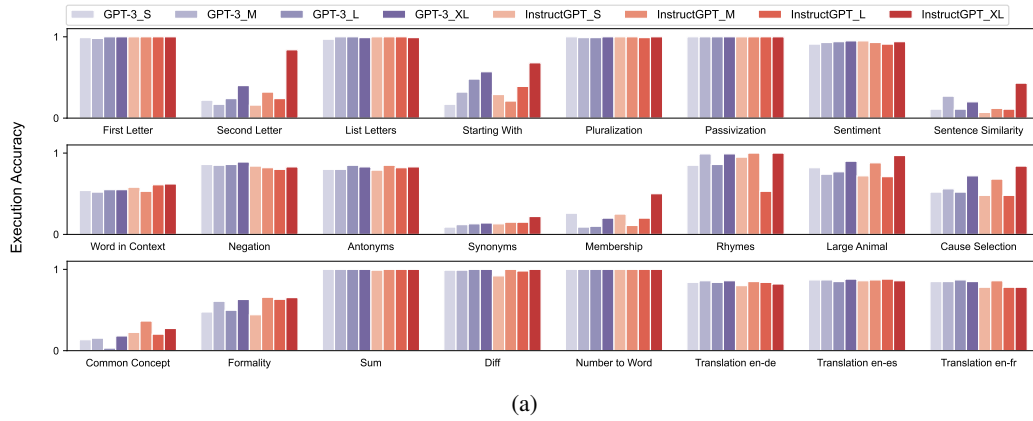 GPT-3_S GPT-3_M GPT-3_L GPT-3_XL InstructGPT_S InstructGPT_M InstructGPT_L InstructGPT_XL
1
0
First Letter Second Letter List Letters Starting With Pluralization Passivization Sentiment Sentence Similarity
Execution Accuracy
1
0
Word in Context Negation Antonyms Synonyms Membership Rhymes Large Animal Cause Selection
1
0
Common Concept Formality Sum Diff Number to Word Translation en-de Translation en-es Translation en-fr
(a)